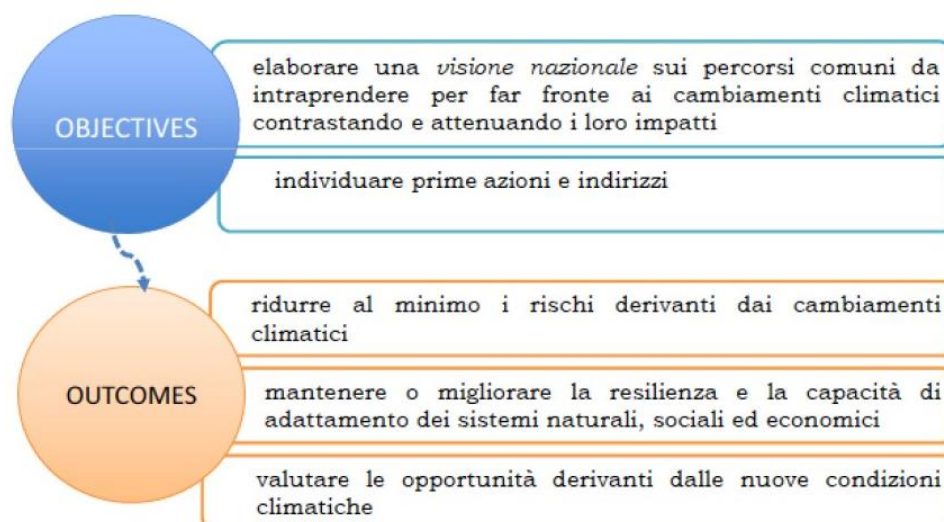 OBJECTIVES
elaborare una visione nazionale sui percorsi comuni da
intraprendere per far fronte ai cambiamenti climatici
contrastando e attenuando i loro impatti
individuare prime azioni e indirizzi
OUTCOMES
ridurre al minimo i rischi derivanti dai cambiamenti
climatici
mantenere o migliorare la resilienza e la capacità di
adattamento dei sistemi naturali, sociali ed economici
valutare le opportunità derivanti dalle nuove condizioni
climatiche